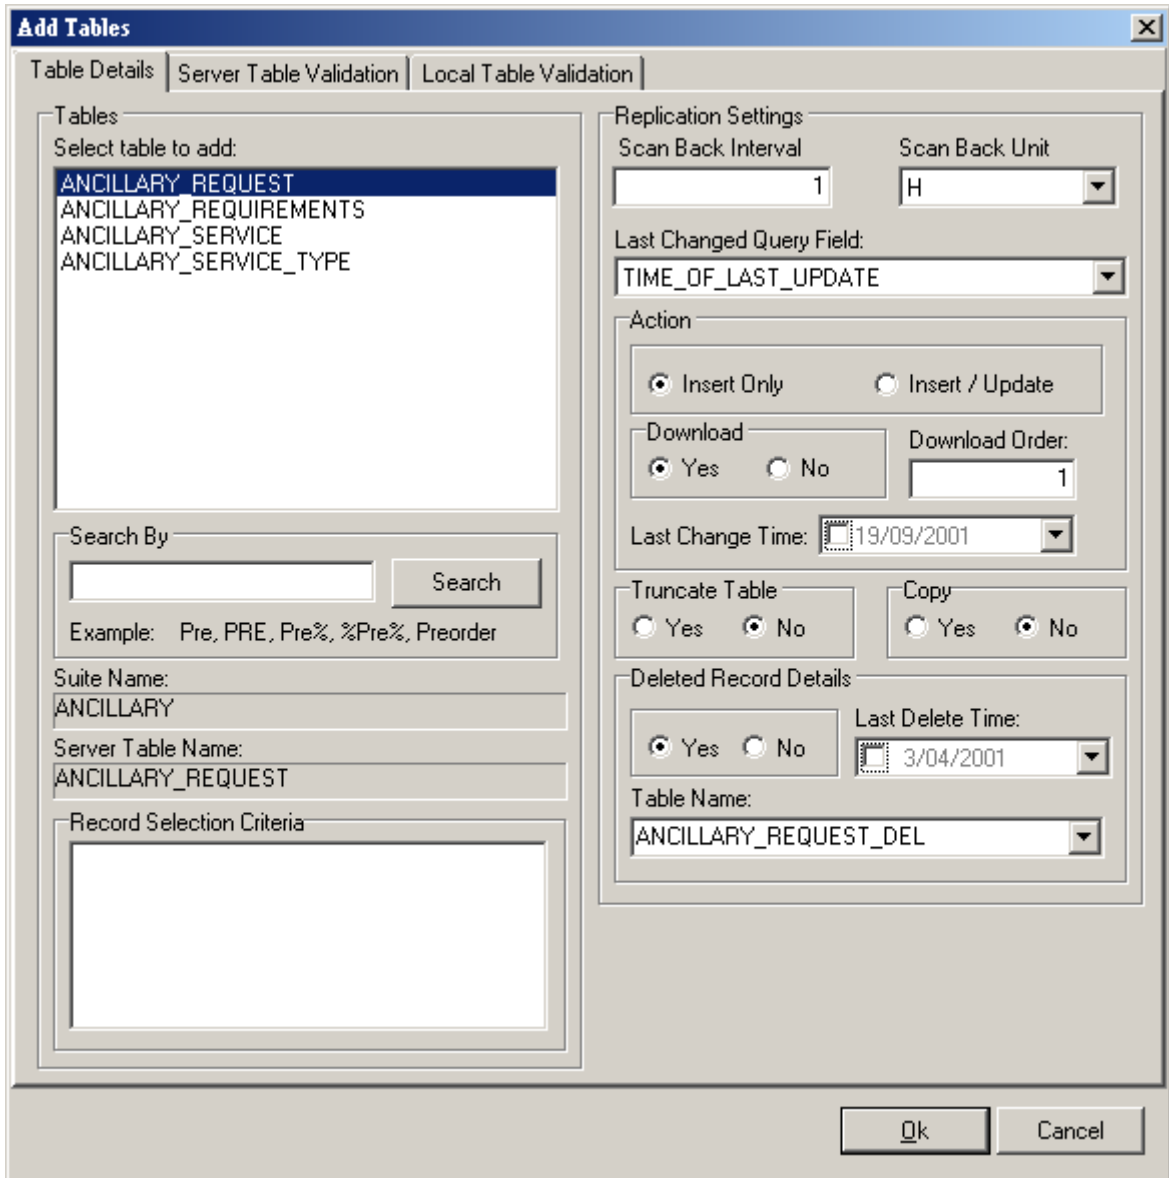 Add Tables
Table Details
Server Table Validation
Local Table Validation
Tables
Select table to add:
ANCILLARY_REQUEST
ANCILLARY_REQUIREMENTS
ANCILLARY_SERVICE
ANCILLARY_SERVICE_TYPE
Search By
Search
Example: Pre, PRE, Pre%, %Pre%, Preorder
Suite Name:
ANCILLARY
Server Table Name:
ANCILLARY_REQUEST
Record Selection Criteria
Replication Settings
Scan Back Interval
Scan Back Unit
1
H
Last Changed Query Field:
TIME_OF_LAST_UPDATE
Action
Insert Only
Insert / Update
Download
Yes No
Download Order:
1
Last Change Time: 19/09/2001
Truncate Table
Yes No
Copy
Yes No
Deleted Record Details
Yes No
Last Delete Time:
3/04/2001
Table Name:
ANCILLARY_REQUEST_DEL
Ok
Cancel